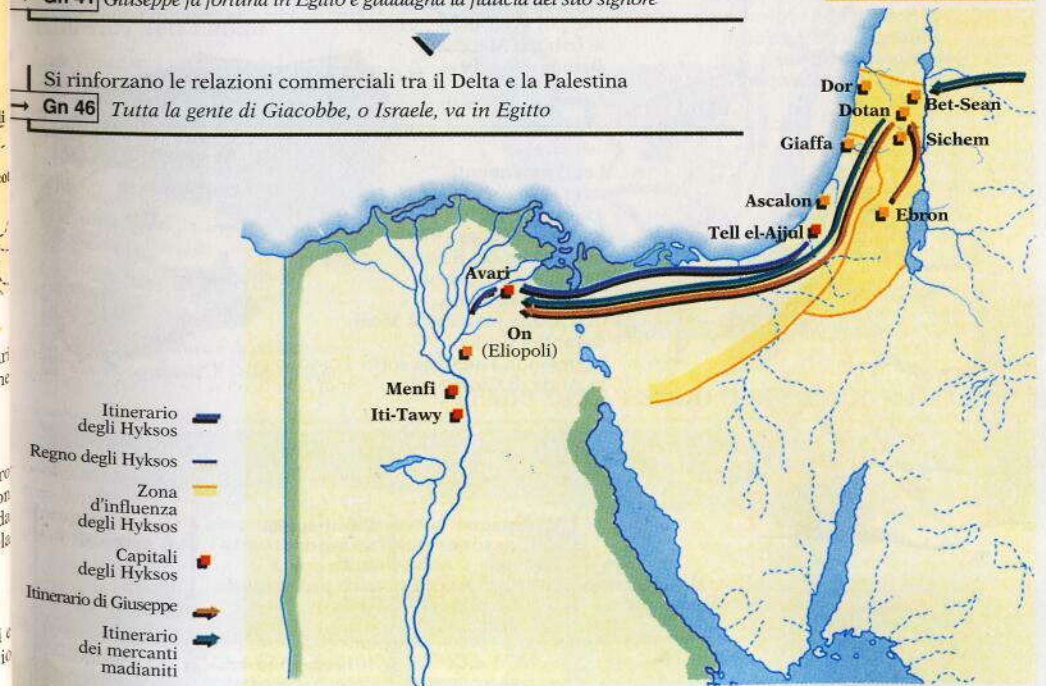 Gn 41 Giuseppe fa fortuna in Egitto e guadagna la fiducia del suo signore
Si rinforzano le relazioni commerciali tra il Delta e la Palestina
Gn 46 Tutta la gente di Giacobbe, o Israele, va in Egitto
Dor
Bet-Sean
Dotan
Giaffa
Sichem
Ascalon
Ebron
Tell el-Ajjul
Avari
On
(Eliopoli)
Menfi
Iti-Tawy
Itinerario
degli Hyksos
Regno degli Hyksos
Zona
d'influenza
degli Hyksos
Capitali
degli Hyksos
Itinerario di Giuseppe
Itinerario
dei mercanti
madianiti